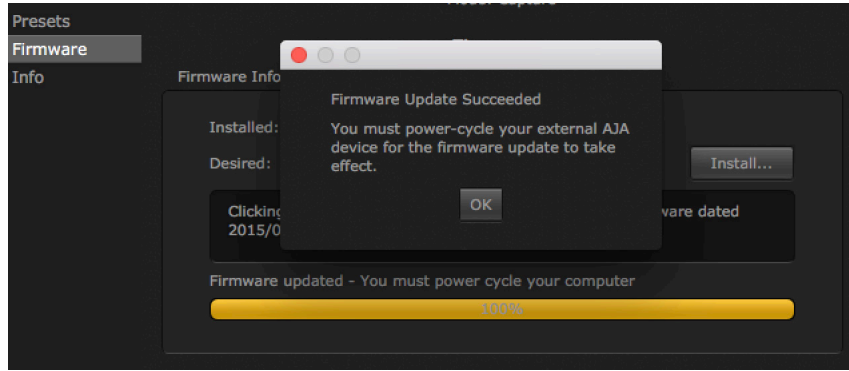 Presets
Firmware
Info
Firmware Info
Firmware Update Succeeded
You must power-cycle your external AJA
device for the firmware update to take
effect.
OK
Installed:
Desired:
Install...
Clicking
ware dated
2015/0
Firmware updated - You must power cycle your computer
100%